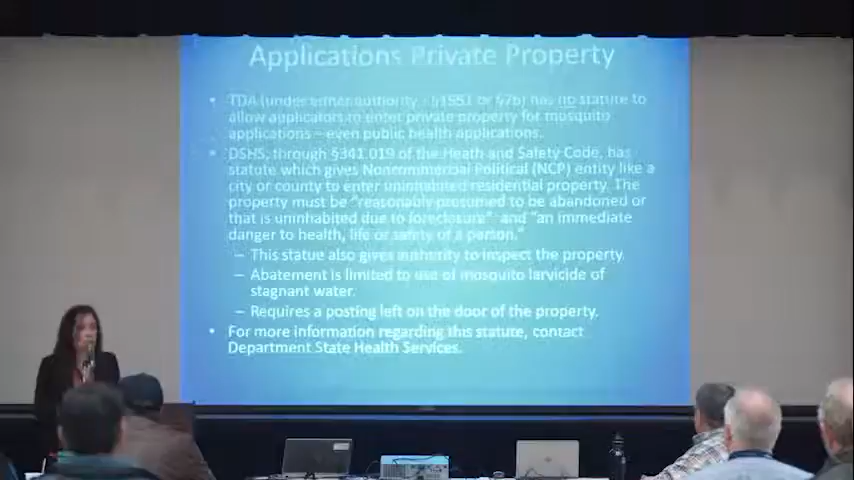 Applications Private Property
• TDA (under either authority - §1951 or §76) has no statute to
allow applicators to enter private property for mosquito
applications – even public health applications.
• DSHS, through §341.019 of the Heath and Safety Code, has
statute which gives Noncommercial Political (NCP) entity like a
city or county to enter uninhabited residential property. The
property must be "reasonably presumed to be abandoned or
that is uninhabited due to foreclosure" and "an immediate
danger to health, life or safety of a person."
– This statue also gives authority to inspect the property.
– Abatement is limited to use of mosquito larvicide of
stagnant water.
– Requires a posting left on the door of the property.
• For more information regarding this statute, contact
Department State Health Services.